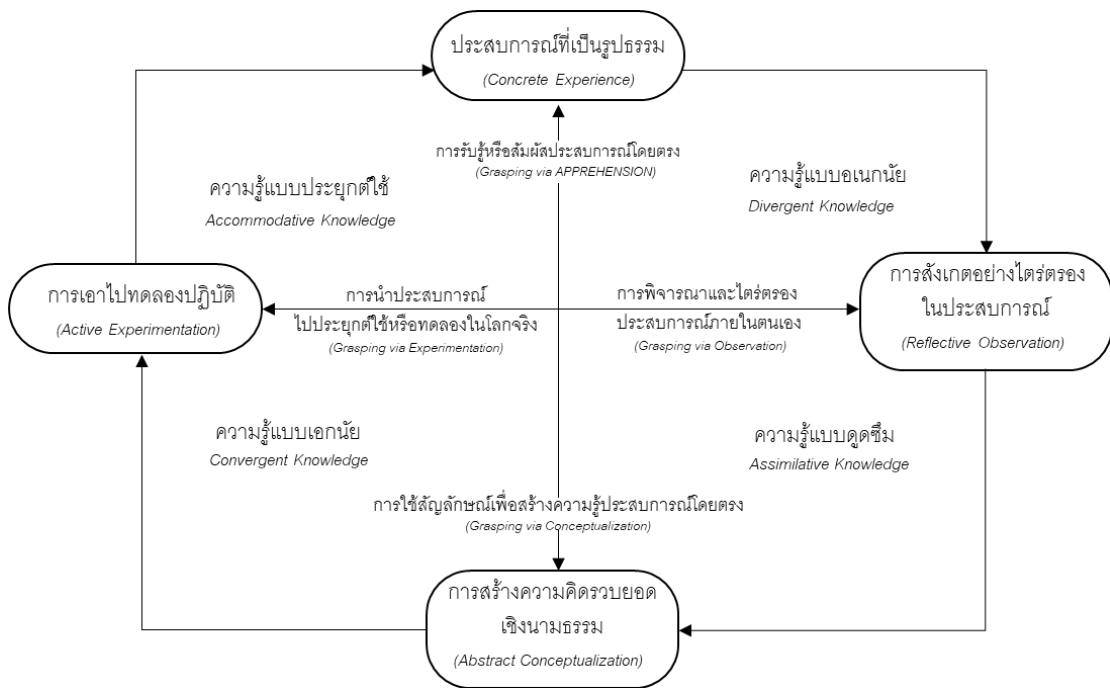 ประสบการณ์ที่เป็นรูปธรรม
(Concrete Experience)
การรับรู้หรือสัมผัสประสบการณ์โดยตรง
(Grasping via APPREHENSION)
ความรู้แบบประยุกต์ใช้
Accommodative Knowledge
ความรู้แบบอเนกนัย
Divergent Knowledge
การเอาไปทดลองปฏิบัติ
(Active Experimentation)
การนำประสบการณ์
ไปประยุกต์ใช้หรือทดลองในโลกจริง
(Grasping via Experimentation)
การพิจารณาและไตร่ตรอง
ประสบการณ์ภายในตนเอง
(Grasping via Observation)
การสังเกตอย่างไตร่ตรอง
ในประสบการณ์
(Reflective Observation)
ความรู้แบบเอกนัย
Convergent Knowledge
ความรู้แบบดูดซึม
Assimilative Knowledge
การใช้สัญลักษณ์เพื่อสร้างความรู้ประสบการณ์โดยตรง
(Grasping via Conceptualization)
การสร้างความคิดรวบยอด
เชิงนามธรรม
(Abstract Conceptualization)